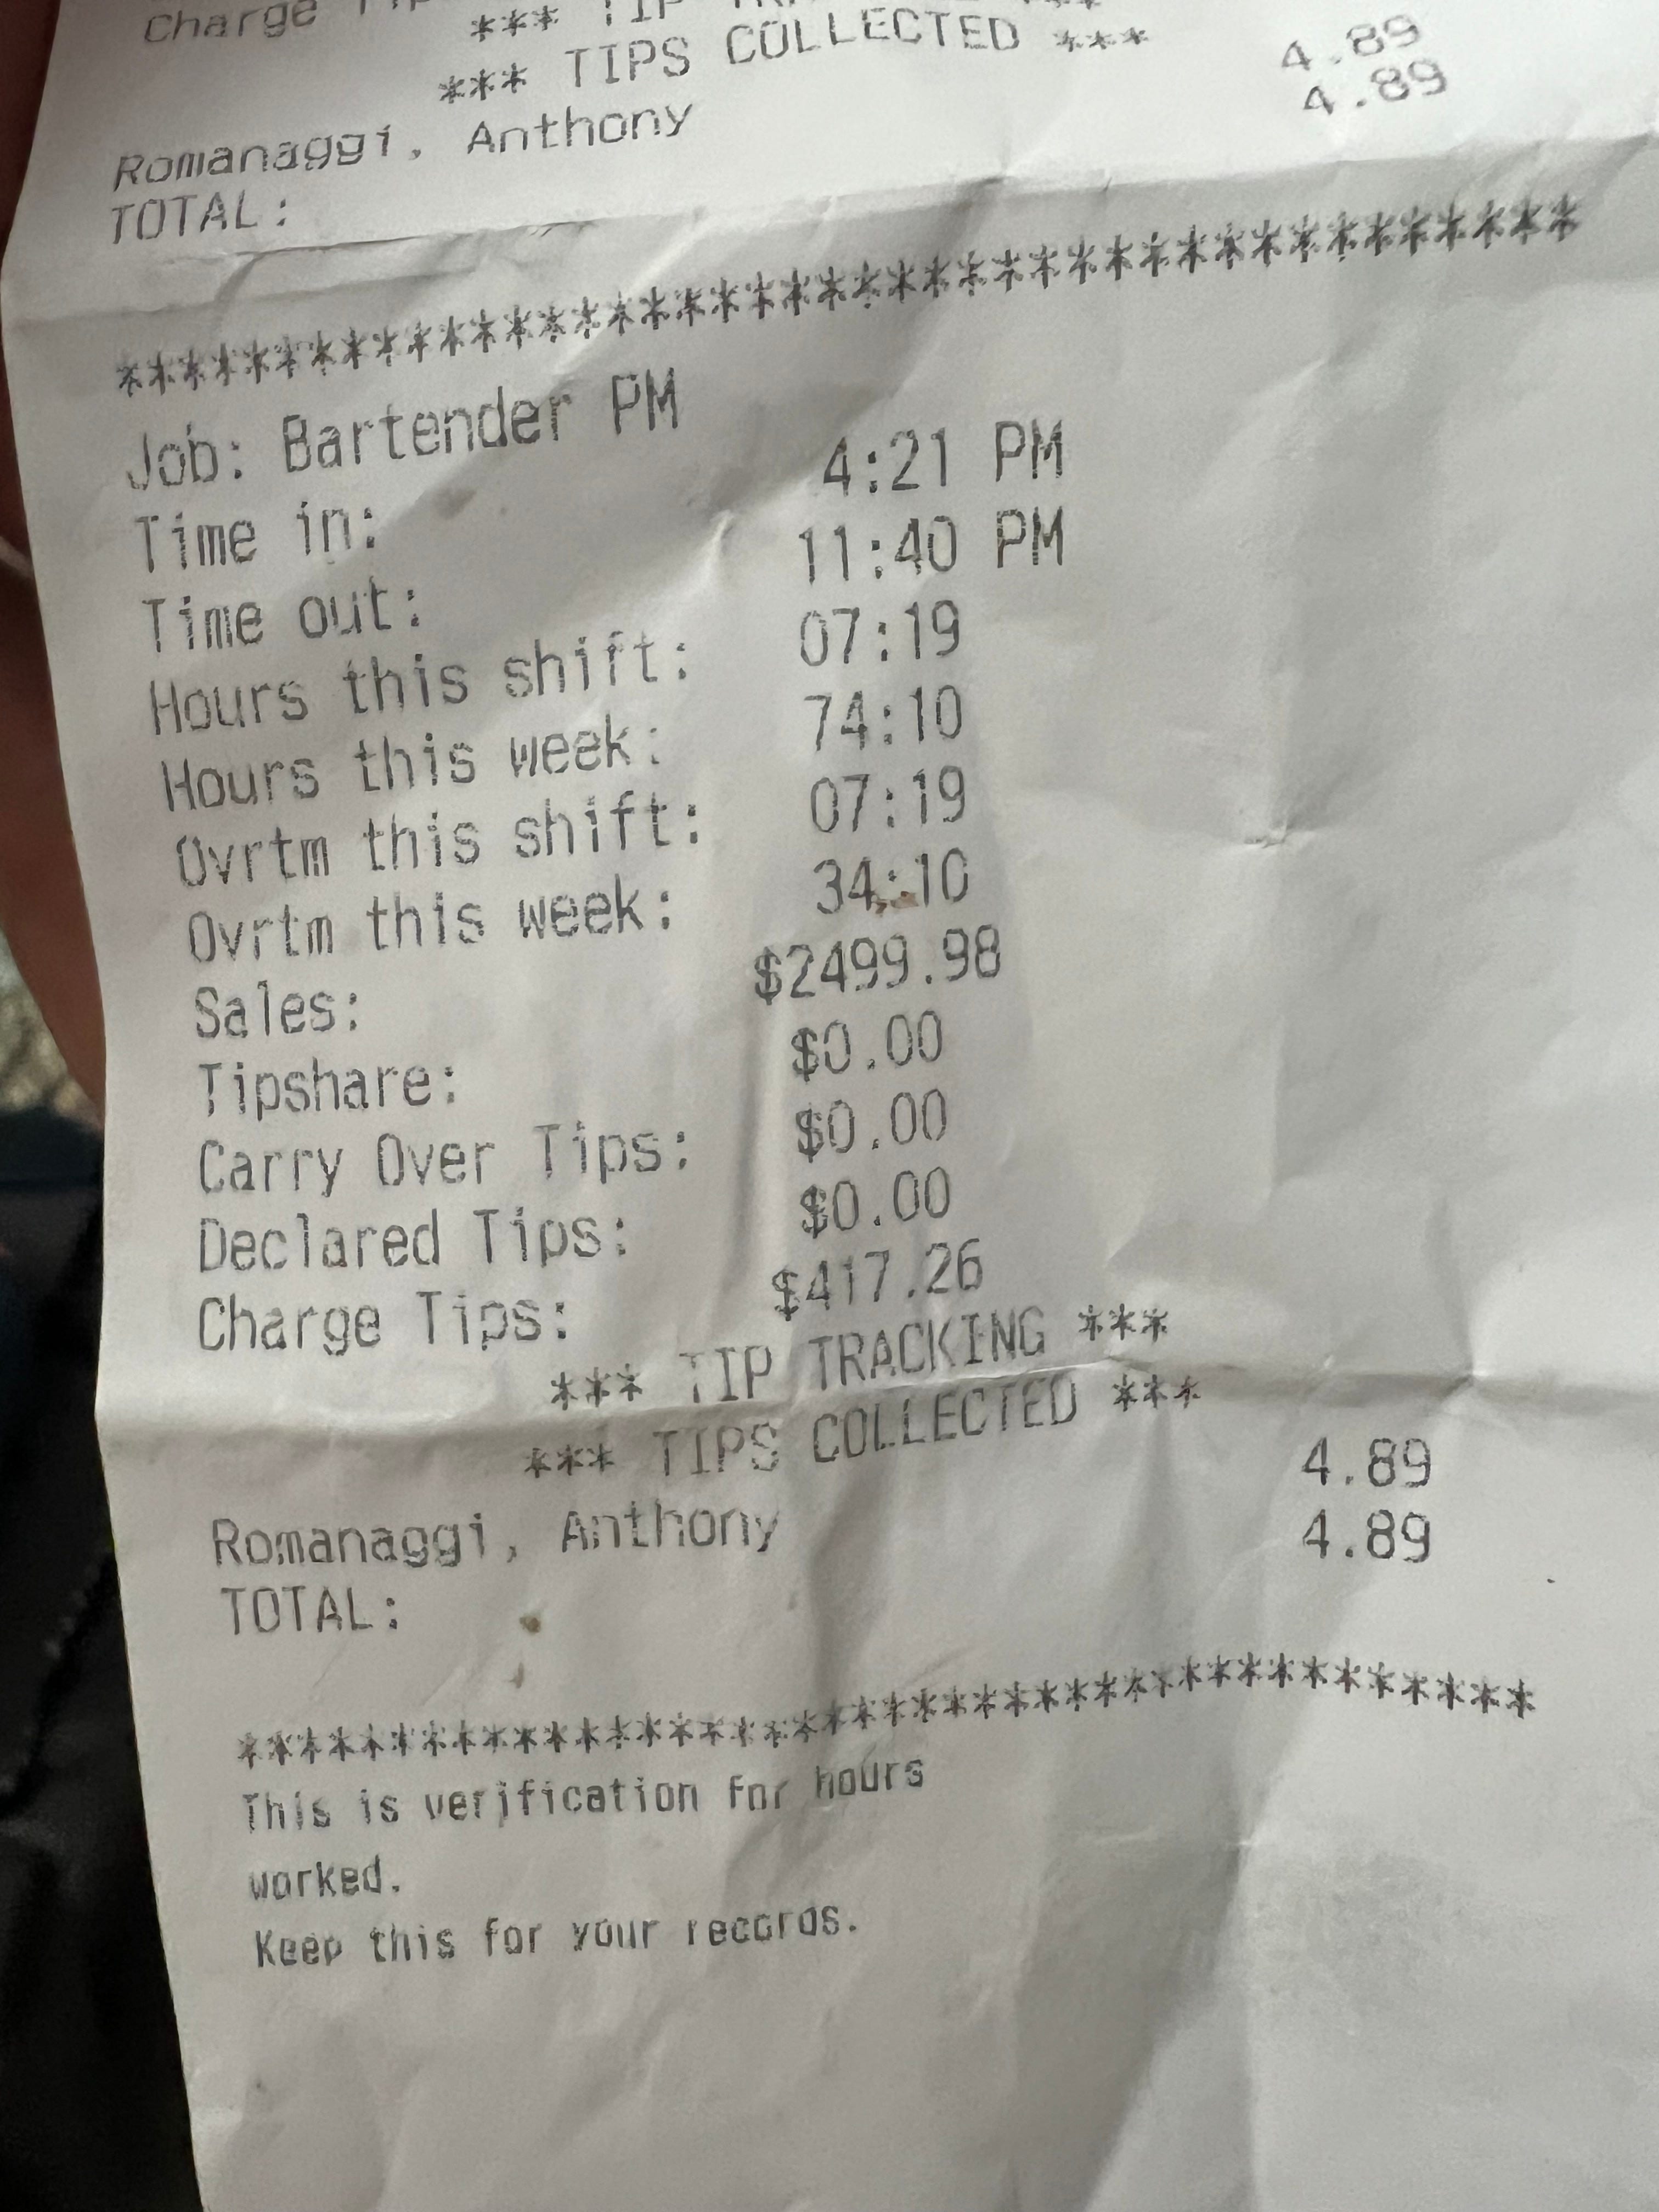 Charge
*** TIP ***
*** TIPS COLLECTED ***
Romanaggi, Anthony 4.89
TOTAL: 4.89
****************************************
Job: Bartender PM
Time in: 4:21 PM
Time out: 11:40 PM
Hours this shift: 07:19
Hours this week: 74:10
Ovrtm this shift: 07:19
Ovrtm this week: 34:10
Sales: $2499.98
Tipshare: $0.00
Carry Over Tips: $0.00
Declared Tips: $0.00
Charge Tips: $417.26
*** TIP TRACKING ***
*** TIPS COLLECTED ***
Romanaggi, Anthony 4.89
TOTAL: 4.89
****************************************
This is verification for hours
worked.
Keep this for your records.